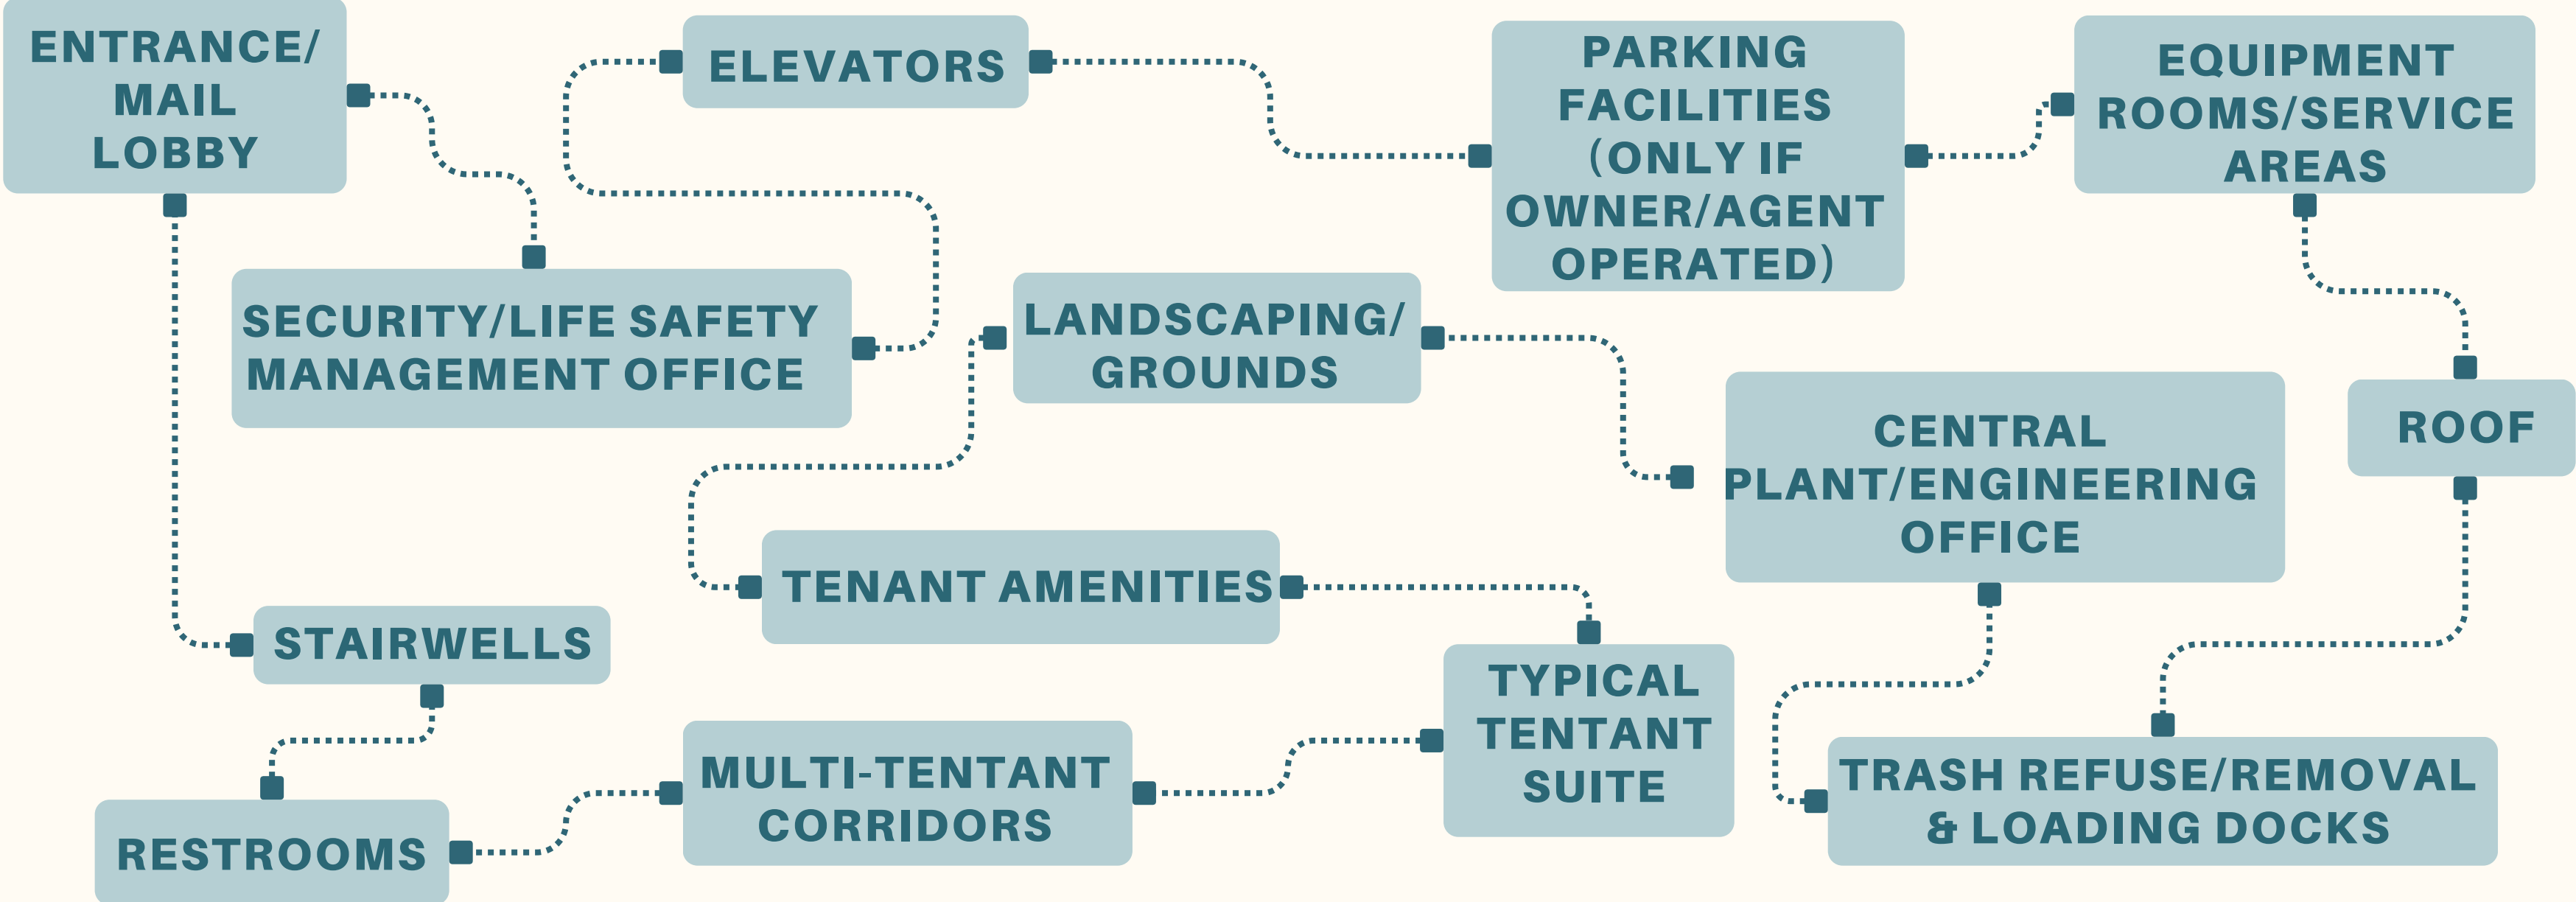 ENTRANCE/
MAIL
LOBBY
ELEVATORS
PARKING
FACILITIES
(ONLY IF
OWNER/AGENT
OPERATED)
EQUIPMENT
ROOMS/SERVICE
AREAS
SECURITY/LIFE SAFETY
MANAGEMENT OFFICE
LANDSCAPING/
GROUNDS
CENTRAL
PLANT/ENGINEERING
OFFICE
ROOF
TENANT AMENITIES
STAIRWELLS
TYPICAL
TENTANT
SUITE
MULTI-TENTANT
CORRIDORS
TRASH REFUSE/REMOVAL
& LOADING DOCKS
RESTROOMS